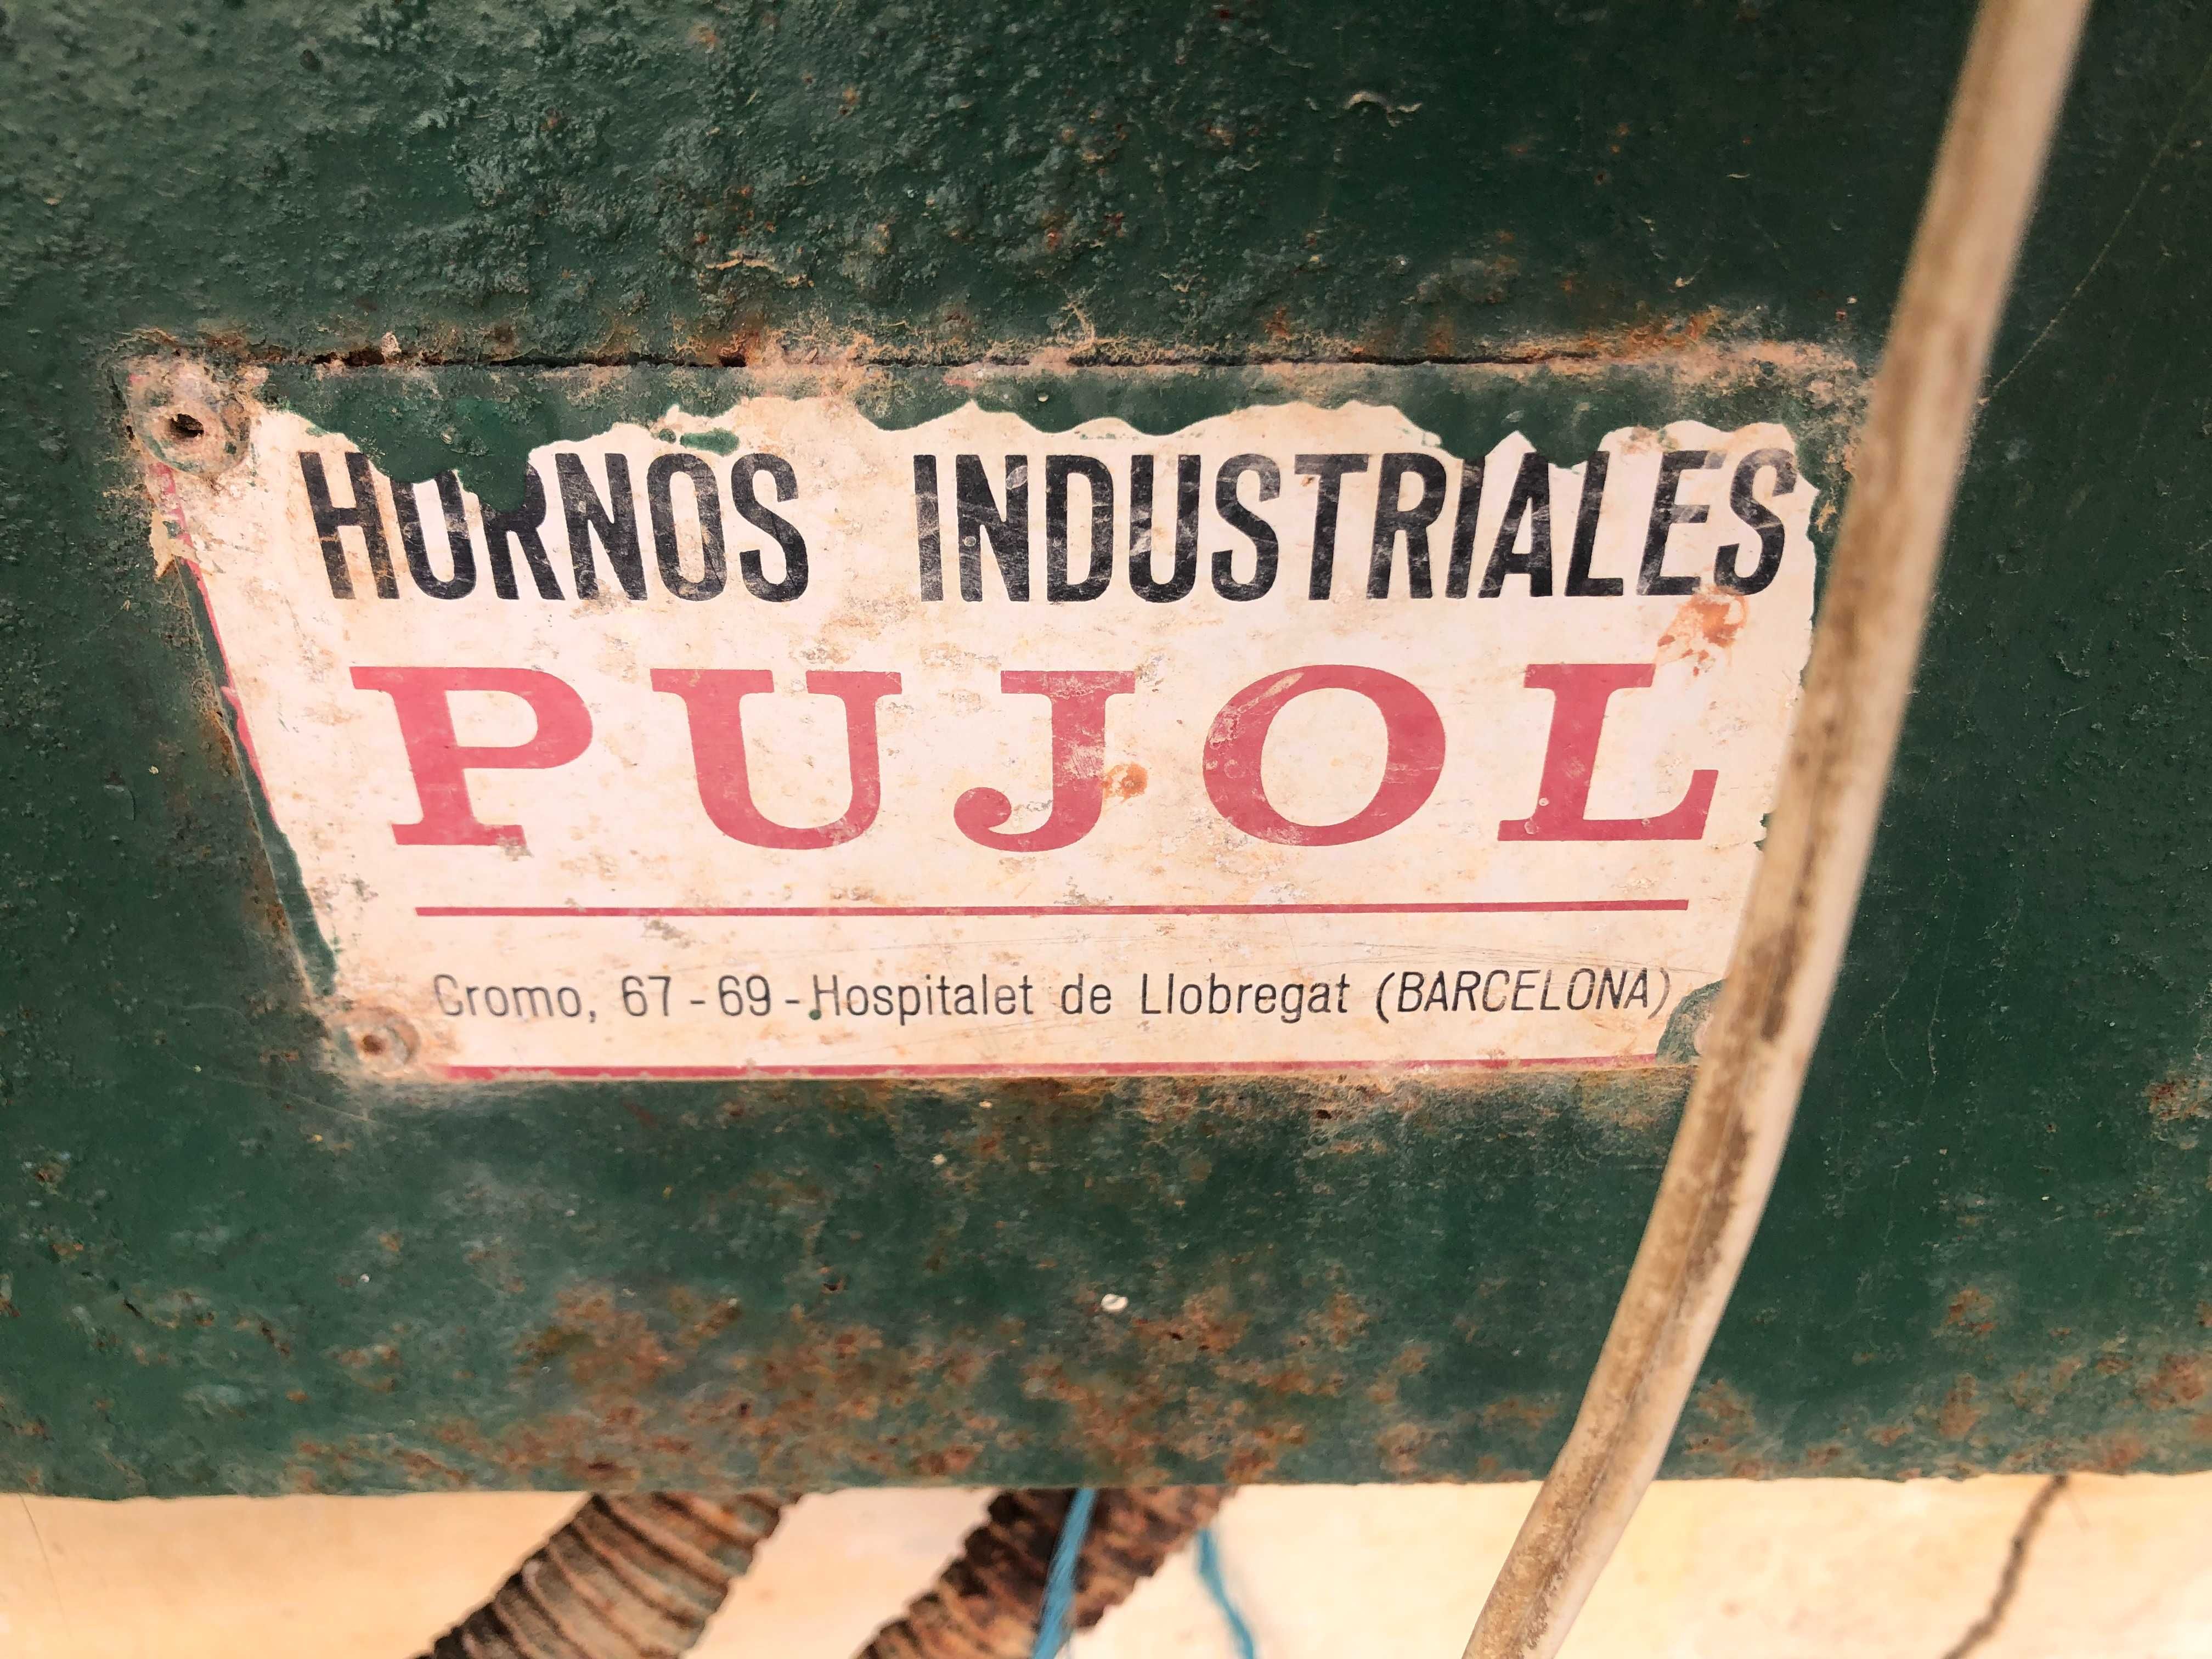 HORNOS INDUSTRIALES
PUJOL
Cromo, 67 - 69 - Hospitalet de Llobregat (BARCELONA)